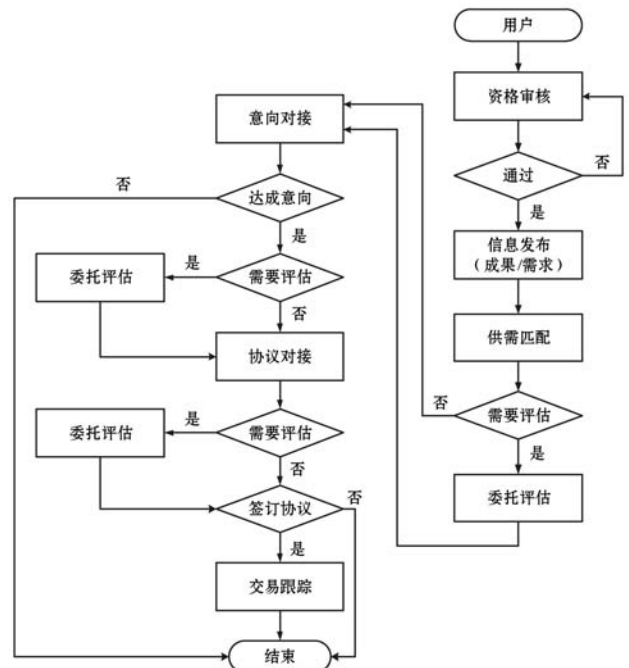 用户
资格审核
通过
否
是
信息发布
（成果/需求）
供需匹配
需要评估
否
是
委托评估
意向对接
达成意向
否
是
需要评估
是
委托评估
否
协议对接
需要评估
是
委托评估
否
签订协议
否
是
交易跟踪
结束